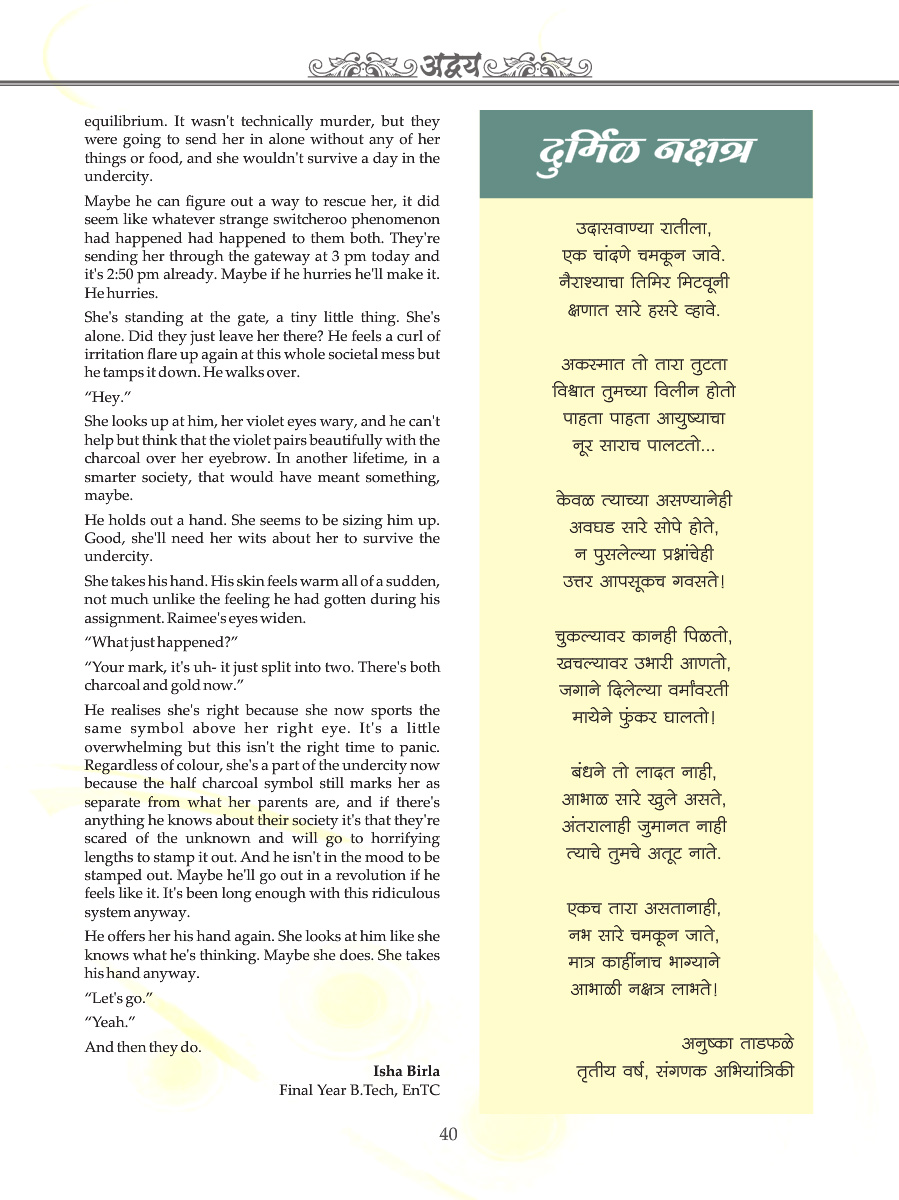 अद्वय
equilibrium. It wasn't technically murder, but they
were going to send her in alone without any of her
things or food, and she wouldn't survive a day in the
undercity.
Maybe he can figure out a way to rescue her, it did
seem like whatever strange switcheroo phenomenon
had happened had happened to them both. They're
sending her through the gateway at 3 pm today and
it's 2:50 pm already. Maybe if he hurries he'll make it.
He hurries.
She's standing at the gate, a tiny little thing. She's
alone. Did they just leave her there? He feels a curl of
irritation flare up again at this whole societal mess but
he tamps it down. He walks over.
“Hey.”
She looks up at him, her violet eyes wary, and he can't
help but think that the violet pairs beautifully with the
charcoal over her eyebrow. In another lifetime, in a
smarter society, that would have meant something,
maybe.
He holds out a hand. She seems to be sizing him up.
Good, she'll need her wits about her to survive the
undercity.
She takes his hand. His skin feels warm all of a sudden,
not much unlike the feeling he had gotten during his
assignment. Raimee's eyes widen.
“What just happened?”
“Your mark, it's uh- it just split into two. There's both
charcoal and gold now.”
He realises she's right because she now sports the
same symbol above her right eye. It's a little
overwhelming but this isn't the right time to panic.
Regardless of colour, she's a part of the undercity now
because the half charcoal symbol still marks her as
separate from what her parents are, and if there's
anything he knows about their society it's that they're
scared of the unknown and will go to horrifying
lengths to stamp it out. And he isn't in the mood to be
stamped out. Maybe he'll go out in a revolution if he
feels like it. It's been long enough with this ridiculous
system anyway.
He offers her his hand again. She looks at him like she
knows what he's thinking. Maybe she does. She takes
his hand anyway.
“Let's go.”
“Yeah.”
And then they do.
Isha Birla
Final Year B.Tech, EnTC
दुर्मिळ नक्षत्र
उदासवाण्या रातीला,
एक चांदणे चमकून जावे.
नैराश्याचा तिमिर मिटवूनी
क्षणात सारे हसरे व्हावे.
अकस्मात तो तारा तुटता
विश्वात तुमच्या विलीन होतो
पाहता पाहता आयुष्याचा
नूर साराच पालटतो...
केवळ त्याच्या असण्यानेही
अवघड सारे सोपे होते,
न पुसलेल्या प्रश्नांचेही
उत्तर आपसूकच गवसते!
चुकल्यावर कानही पिळतो,
खचल्यावर उभारी आणतो,
जगाने दिलेल्या वर्मांवरती
मायेने फुंकर घालतो!
बंधने तो लादत नाही,
आभाळ सारे खुले असते,
अंतरालाही जुमानत नाही
त्याचे तुमचे अतूट नाते.
एकच तारा असतानाही,
नभ सारे चमकून जाते,
मात्र काहींनाच भाग्याने
आभाळी नक्षत्र लाभते!
अनुष्का ताडफळे
तृतीय वर्ष, संगणक अभियांत्रिकी
40